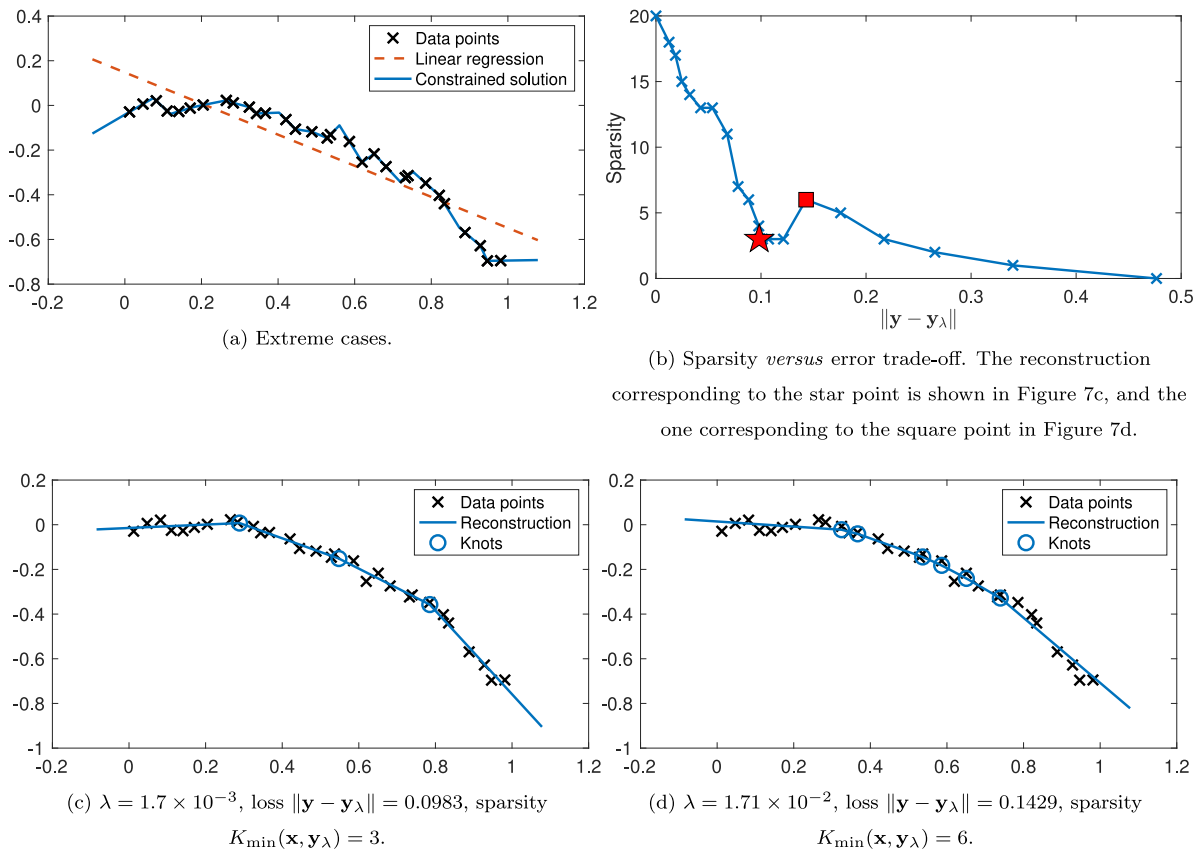 0.4
0.2
0
-0.2
-0.4
-0.6
-0.8
-0.2
0
0.2
0.4
0.6
0.8
1
1.2
Data points
Linear regression
Constrained solution
(a) Extreme cases.
20
15
10
5
0
Sparsity
0
0.1
0.2
0.3
0.4
0.5
‖y − yλ‖
(b) Sparsity versus error trade-off. The reconstruction
corresponding to the star point is shown in Figure 7c, and the
one corresponding to the square point in Figure 7d.
0.2
0
-0.2
-0.4
-0.6
-0.8
-1
-0.2
0
0.2
0.4
0.6
0.8
1
1.2
Data points
Reconstruction
Knots
(c) λ = 1.7 × 10⁻³, loss ‖y − yλ‖ = 0.0983, sparsity
Kmin(x, yλ) = 3.
0.2
0
-0.2
-0.4
-0.6
-0.8
-1
-0.2
0
0.2
0.4
0.6
0.8
1
1.2
Data points
Reconstruction
Knots
(d) λ = 1.71 × 10⁻², loss ‖y − yλ‖ = 0.1429, sparsity
Kmin(x, yλ) = 6.